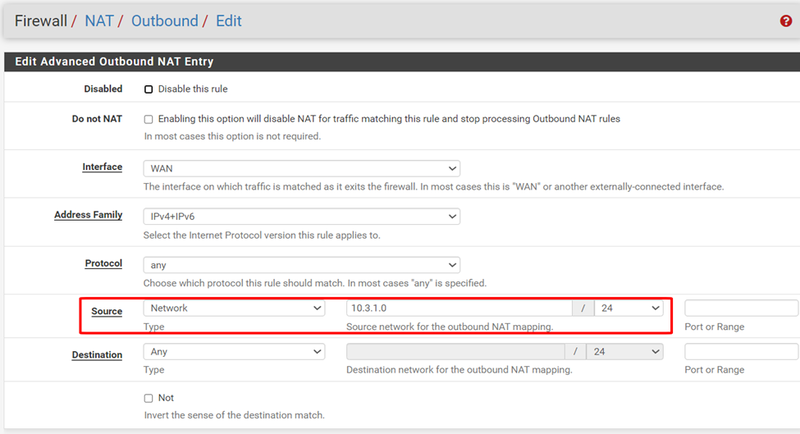 Firewall / NAT / Outbound / Edit
?
Edit Advanced Outbound NAT Entry
Disabled
Disable this rule
Do not NAT
Enabling this option will disable NAT for traffic matching this rule and stop processing Outbound NAT rules
In most cases this option is not required.
Interface
WAN
The interface on which traffic is matched as it exits the firewall. In most cases this is "WAN" or another externally-connected interface.
Address Family
IPv4+IPv6
Select the Internet Protocol version this rule applies to.
Protocol
any
Choose which protocol this rule should match. In most cases "any" is specified.
Source
Network
10.3.1.0 / 24
Type
Source network for the outbound NAT mapping.
Port or Range
Destination
Any
/ 24
Type
Destination network for the outbound NAT mapping.
Port or Range
Not
Invert the sense of the destination match.